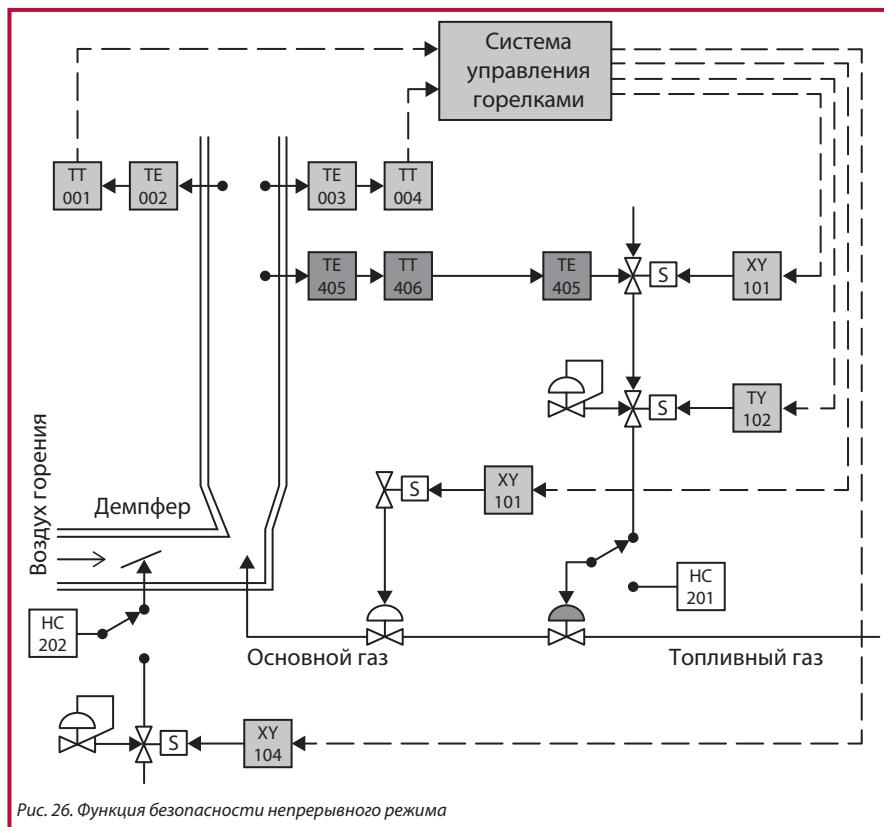 Система
управления
горелками
TT
001
TE
002
TE
003
TT
004
TE
405
TT
406
TE
405
S
XY
101
S
TY
102
S
XY
101
Воздух горения
Демпфер
HC
201
HC
202
Основной газ
Топливный газ
S
XY
104
Рис. 26. Функция безопасности непрерывного режима